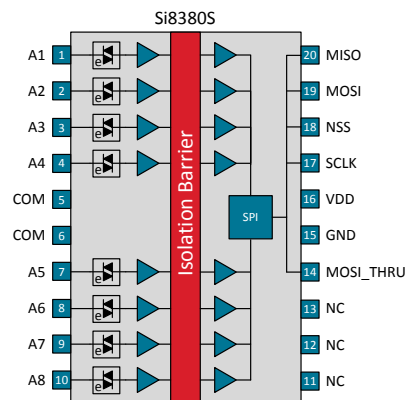 Si8380S
A1 1 e 20 MISO
A2 2 e 19 MOSI
A3 3 e 18 NSS
A4 4 e 17 SCLK
COM 5 16 VDD
SPI
COM 6 15 GND
Isolation Barrier
A5 7 e 14 MOSI_THRU
A6 8 e 13 NC
A7 9 e 12 NC
A8 10 e 11 NC